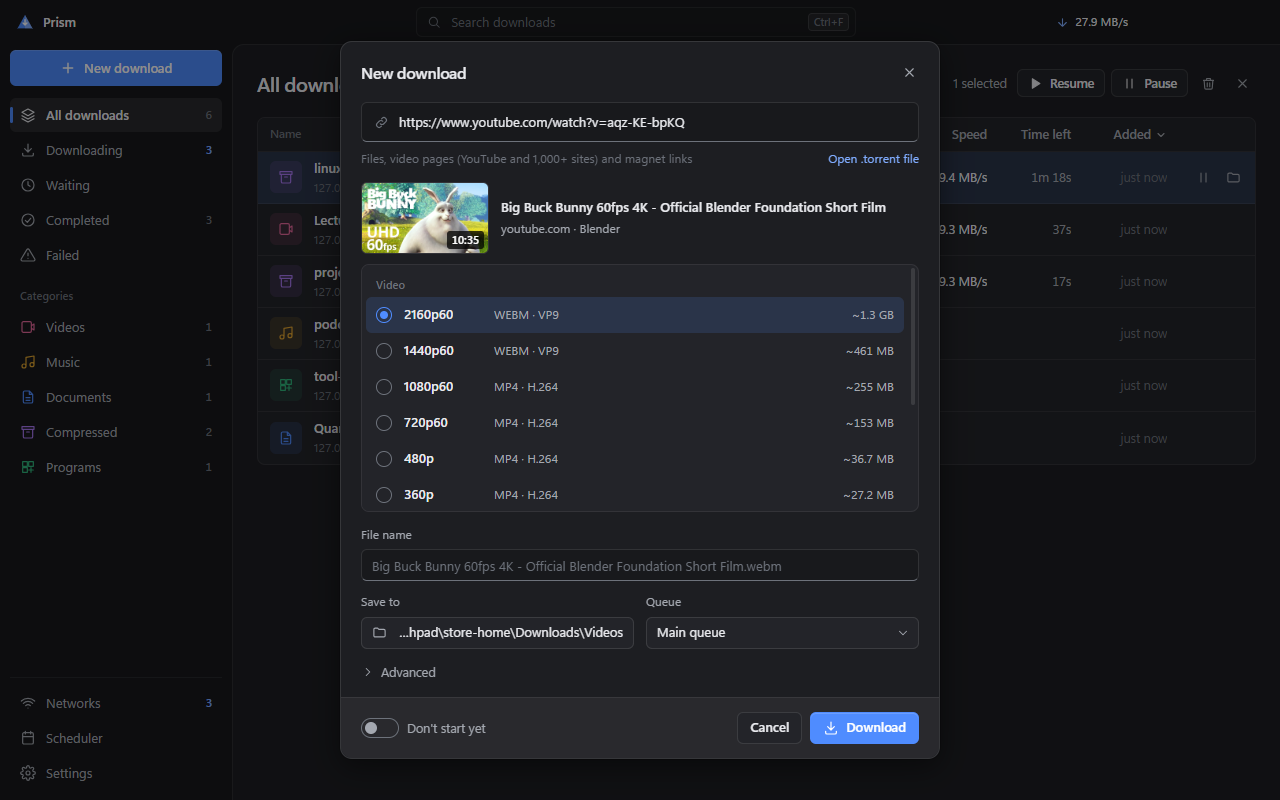 Prism
Search downloads
Ctrl+F
27.9 MB/s
New download
All downloads 6
Downloading 3
Waiting
Completed 3
Failed
Categories
Videos 1
Music 1
Documents 1
Compressed 2
Programs 1
Networks 3
Scheduler
Settings
1 selected
Resume
Pause
Name
Speed
Time left
Added
9.4 MB/s 1m 18s just now
9.3 MB/s 37s just now
9.3 MB/s 17s just now
just now
just now
just now
New download
https://www.youtube.com/watch?v=aqz-KE-bpKQ
Files, video pages (YouTube and 1,000+ sites) and magnet links
Open .torrent file
Big Buck
BUNNY
UHD
60fps
10:35
Big Buck Bunny 60fps 4K - Official Blender Foundation Short Film
youtube.com · Blender
Video
2160p60 WEBM · VP9 ~1.3 GB
1440p60 WEBM · VP9 ~461 MB
1080p60 MP4 · H.264 ~255 MB
720p60 MP4 · H.264 ~153 MB
480p MP4 · H.264 ~36.7 MB
360p MP4 · H.264 ~27.2 MB
File name
Big Buck Bunny 60fps 4K - Official Blender Foundation Short Film.webm
Save to
...hpad\store-home\Downloads\Videos
Queue
Main queue
Advanced
Don't start yet
Cancel
Download